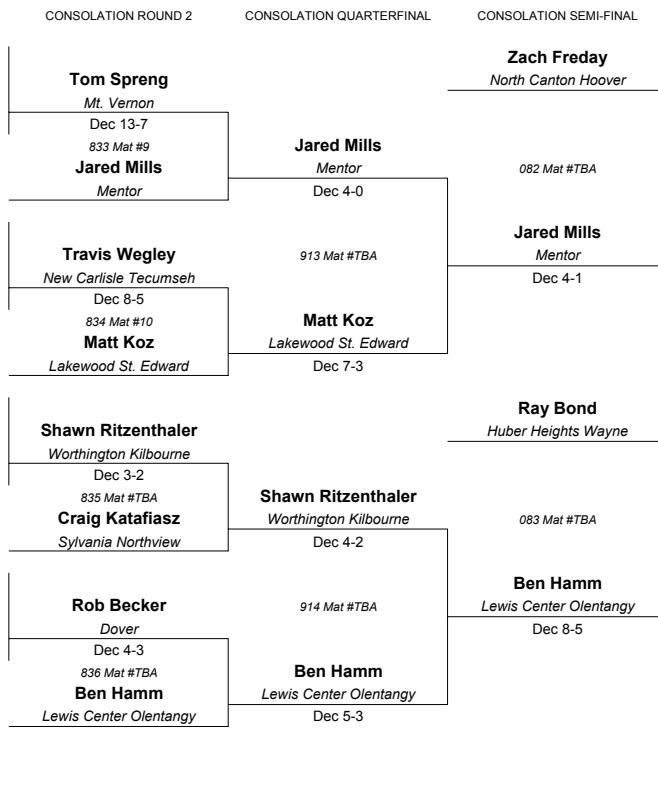 CONSOLATION ROUND 2
CONSOLATION QUARTERFINAL
CONSOLATION SEMI-FINAL
Tom Spreng
Mt. Vernon
Dec 13-7
833 Mat #9
Jared Mills
Mentor
Travis Wegley
New Carlisle Tecumseh
Dec 8-5
834 Mat #10
Matt Koz
Lakewood St. Edward
Shawn Ritzenthaler
Worthington Kilbourne
Dec 3-2
835 Mat #TBA
Craig Katafiasz
Sylvania Northview
Rob Becker
Dover
Dec 4-3
836 Mat #TBA
Ben Hamm
Lewis Center Olentangy
Jared Mills
Mentor
Dec 4-0
913 Mat #TBA
Matt Koz
Lakewood St. Edward
Dec 7-3
Shawn Ritzenthaler
Worthington Kilbourne
Dec 4-2
914 Mat #TBA
Ben Hamm
Lewis Center Olentangy
Dec 5-3
Zach Freday
North Canton Hoover
082 Mat #TBA
Jared Mills
Mentor
Dec 4-1
Ray Bond
Huber Heights Wayne
083 Mat #TBA
Ben Hamm
Lewis Center Olentangy
Dec 8-5